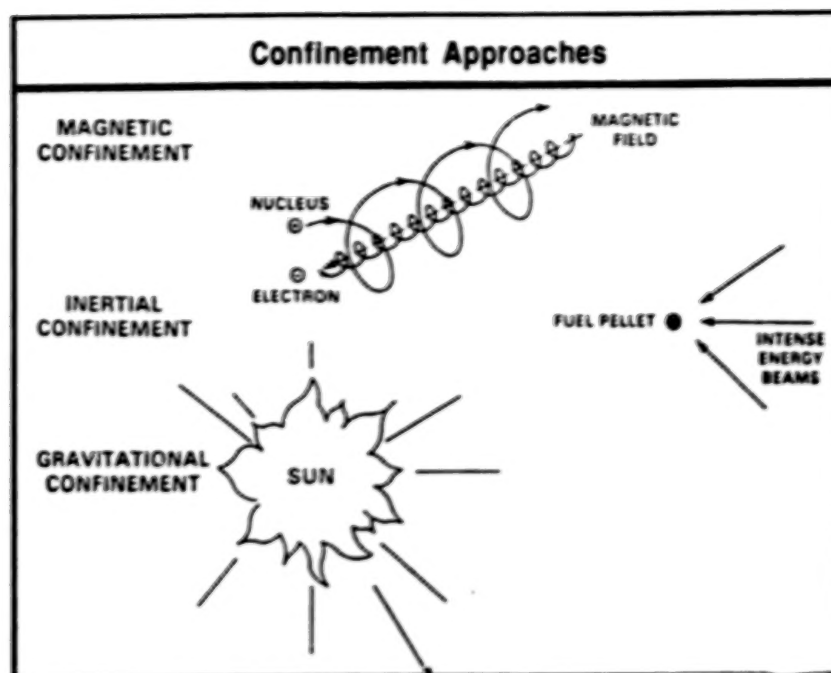 Confinement Approaches
MAGNETIC
CONFINEMENT
MAGNETIC
FIELD
NUCLEUS
ELECTRON
INERTIAL
CONFINEMENT
FUEL PELLET
INTENSE
ENERGY
BEAMS
GRAVITATIONAL
CONFINEMENT
SUN